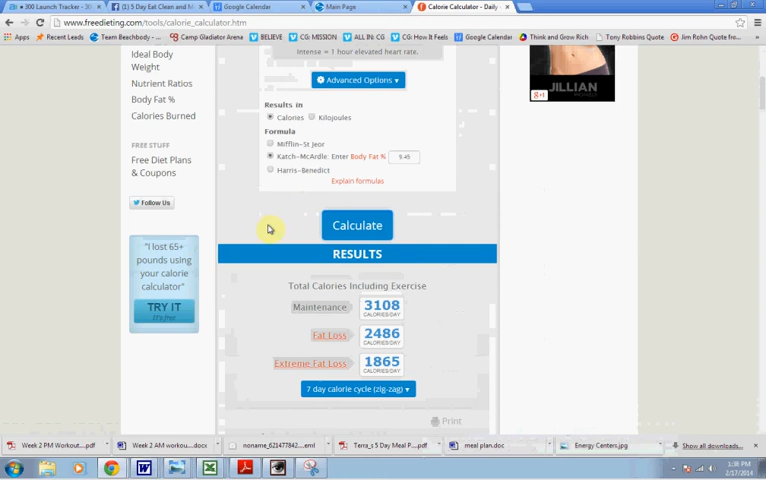 300 Launch Tracker - 30
(1) 5 Day Eat Clean and M
Google Calendar
Main Page
Calorie Calculator - Daily
www.freedieting.com/tools/calorie_calculator.htm
Apps
Recent Leads
Team Beachbody -
Camp Gladiator Arena
BELIEVE
CG: MISSION
ALL IN: CG
CG: How It Feels
Google Calendar
Tony Robbins Quote
Jim Rohn Quote from
Ideal Body
Weight
Nutrient Ratios
Body Fat %
Calories Burned
FREE STUFF
Free Diet Plans
& Coupons
Follow Us
"I lost 65+
pounds using
your calorie
calculator"
TRY IT
It's free!
Intense = 1 hour elevated heart rate.
Advanced Options
Results in
Calories
Kilojoules
Formula
Mifflin-St Jeor
Katch-McArdle: Enter Body Fat % 9.49
Harris-Benedict
Explain formulas
Calculate
RESULTS
Total Calories Including Exercise
Maintenance 3108
CALORIES/DAY
Fat Loss 2486
CALORIES/DAY
Extreme Fat Loss 1865
CALORIES/DAY
7 day calorie cycle (zig-zag)
Print
JILLIAN
g+1
Week 2 PM Workout....pdf
Week 2 AM workou....docx
noname_621477842....eml
Terra_s 5 Day Meal P....pdf
meal plan.doc
Energy Centers.jpg
Show all downloads...
1:38 PM
2/17/2014